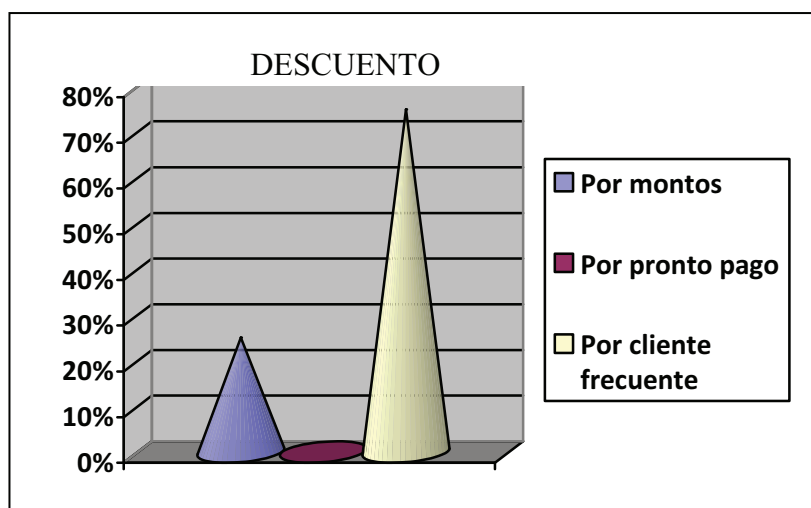 DESCUENTO
80%
70%
60%
50%
40%
30%
20%
10%
0%
Por montos
Por pronto pago
Por cliente
frecuente